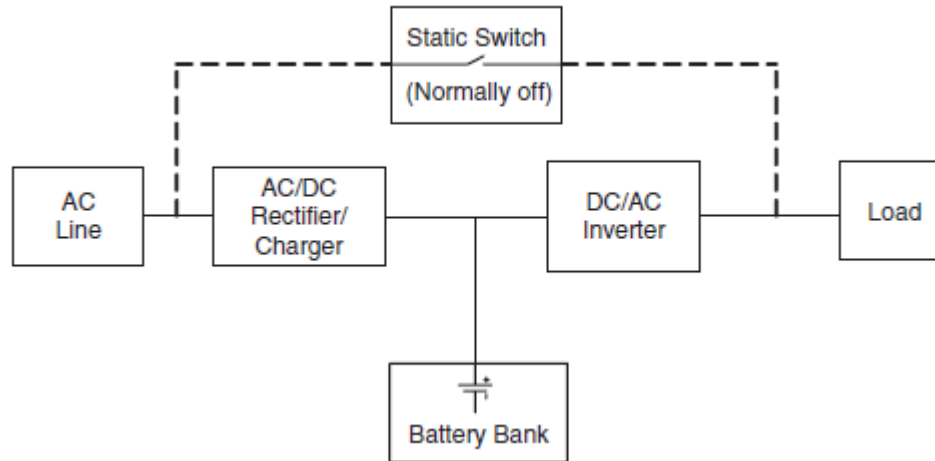 Static Switch
(Normally off)
AC
Line
AC/DC
Rectifier/
Charger
DC/AC
Inverter
Load
+
Battery Bank